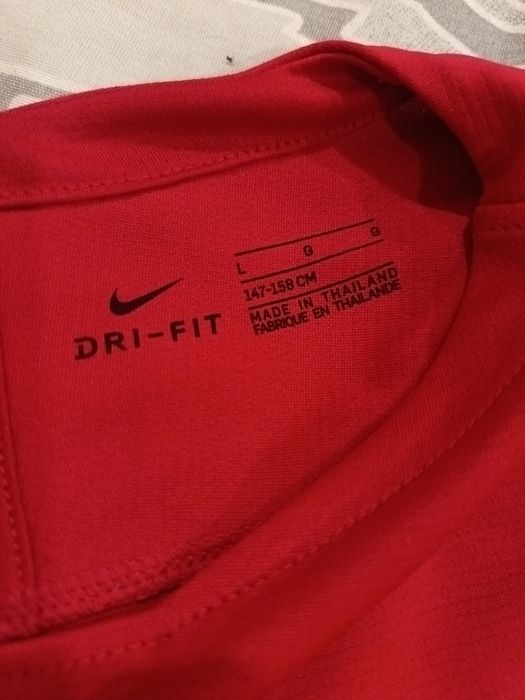 DRI-FIT
L G G
147-158 CM
MADE IN THAILAND
FABRIQUE EN THAILANDE